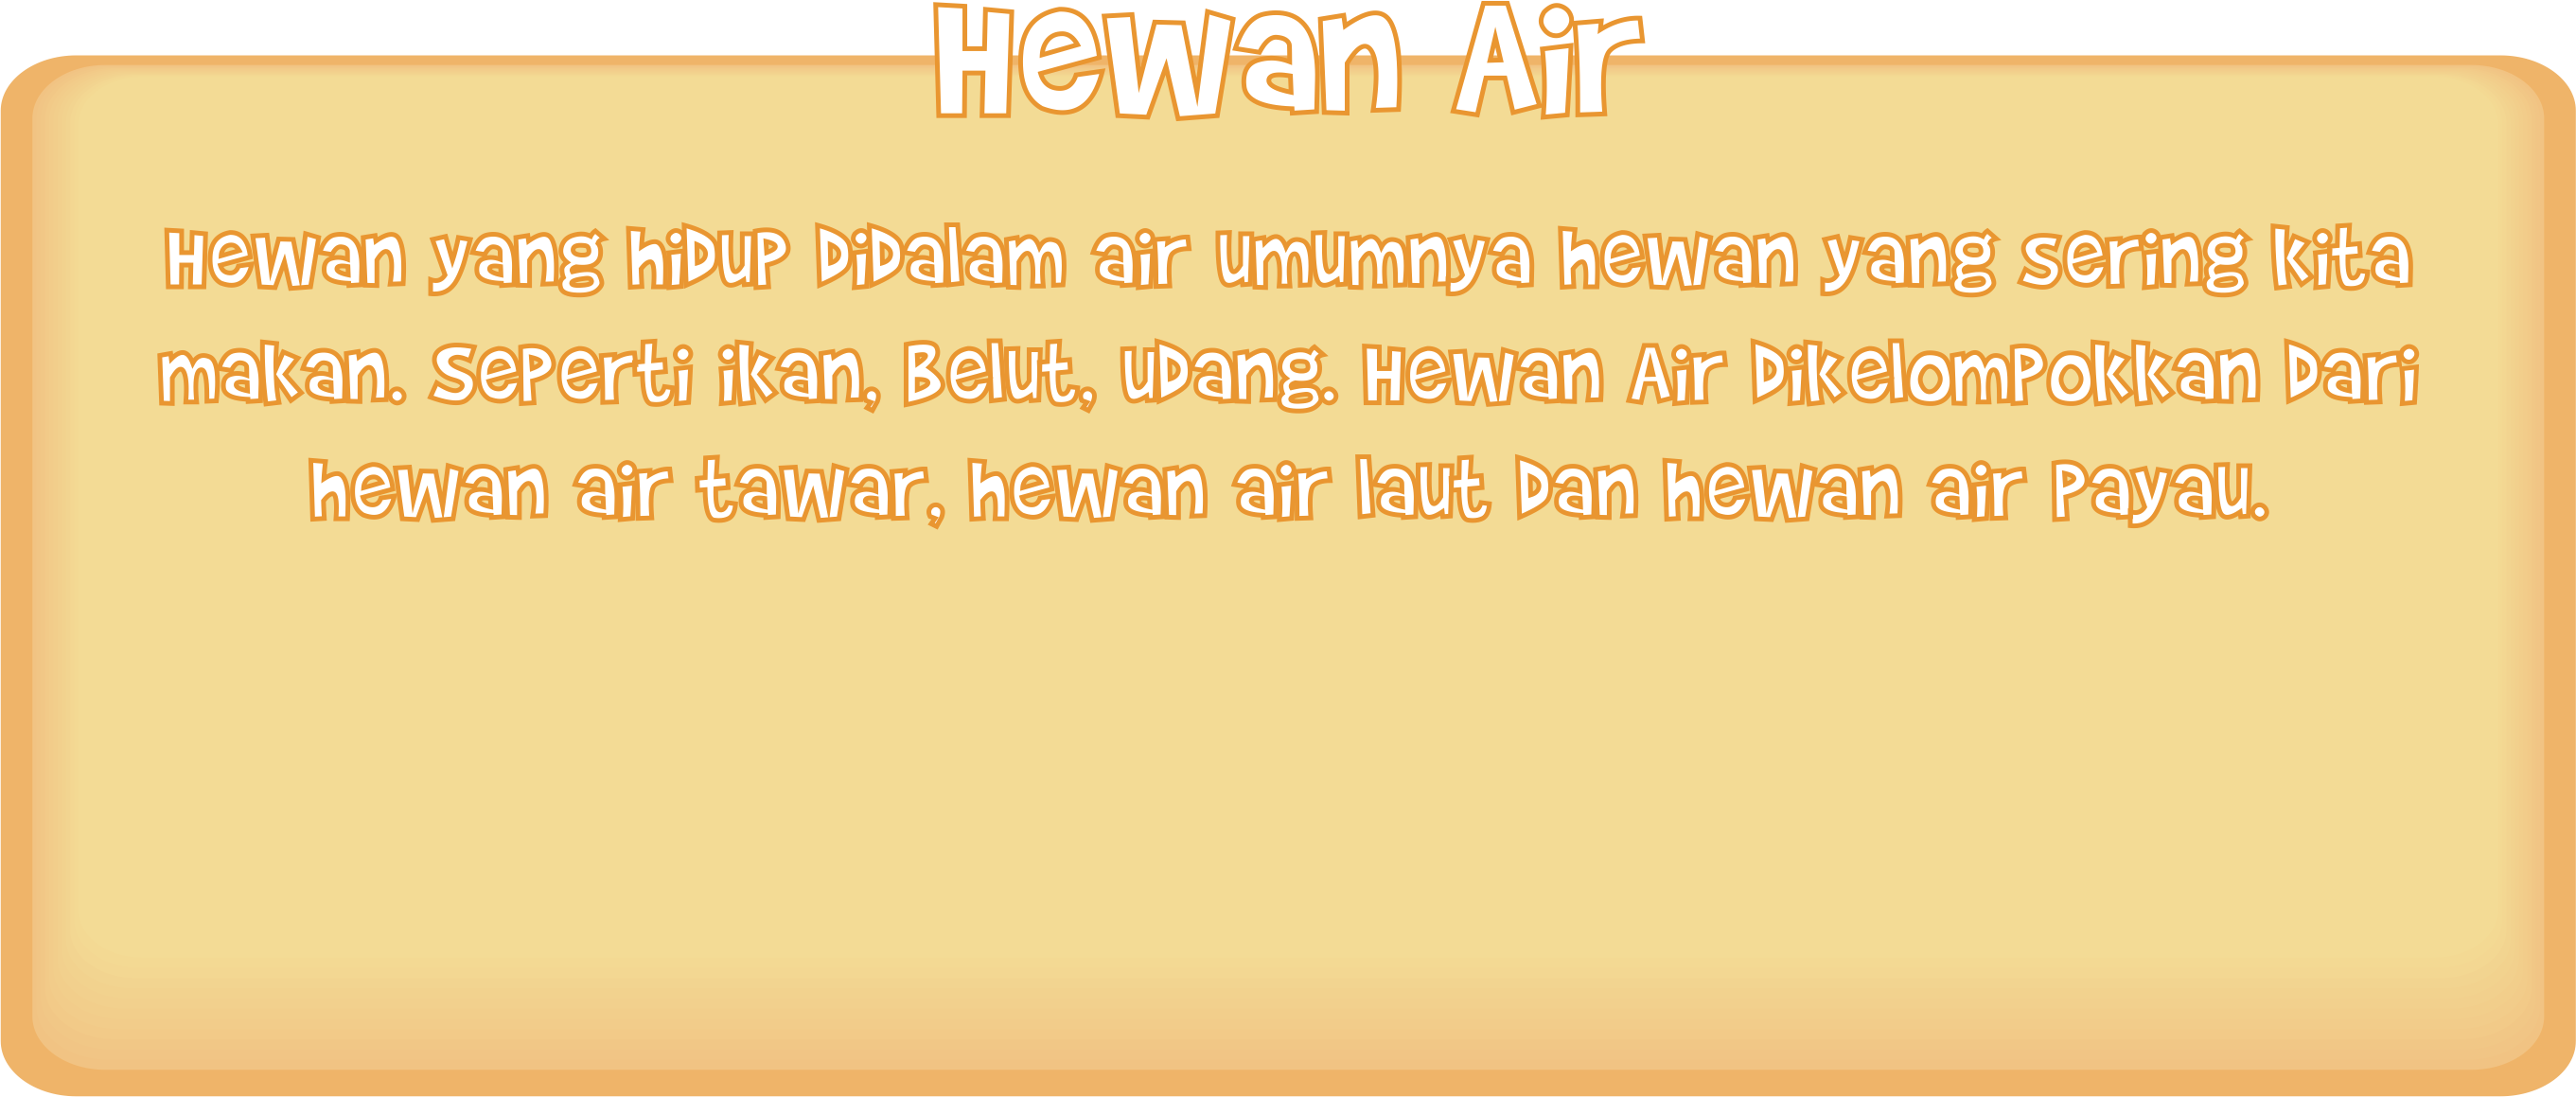 Hewan Air
Hewan yang hidup didalam air umumnya hewan yang sering kita
makan. Seperti ikan, Belut, udang. Hewan Air Dikelompokkan dari
hewan air tawar, hewan air laut dan hewan air payau.